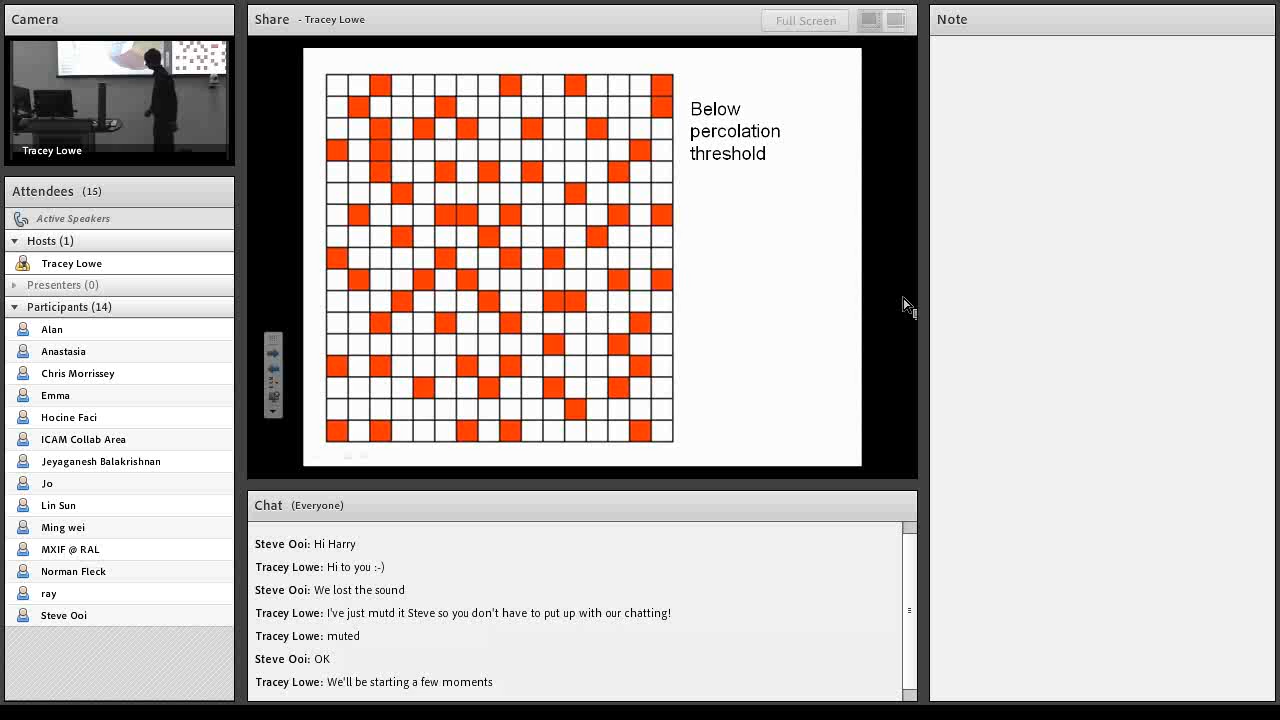 Camera
Tracey Lowe
Attendees (15)
Active Speakers
Hosts (1)
Tracey Lowe
Presenters (0)
Participants (14)
Alan
Anastasia
Chris Morrissey
Emma
Hocine Faci
ICAM Collab Area
Jeyaganesh Balakrishnan
Jo
Lin Sun
Ming wei
MXIF @ RAL
Norman Fleck
ray
Steve Ooi
Share - Tracey Lowe
Full Screen
Below
percolation
threshold
Chat (Everyone)
Steve Ooi: Hi Harry
Tracey Lowe: Hi to you :-)
Steve Ooi: We lost the sound
Tracey Lowe: I've just mutd it Steve so you don't have to put up with our chatting!
Tracey Lowe: muted
Steve Ooi: OK
Tracey Lowe: We'll be starting a few moments
Note